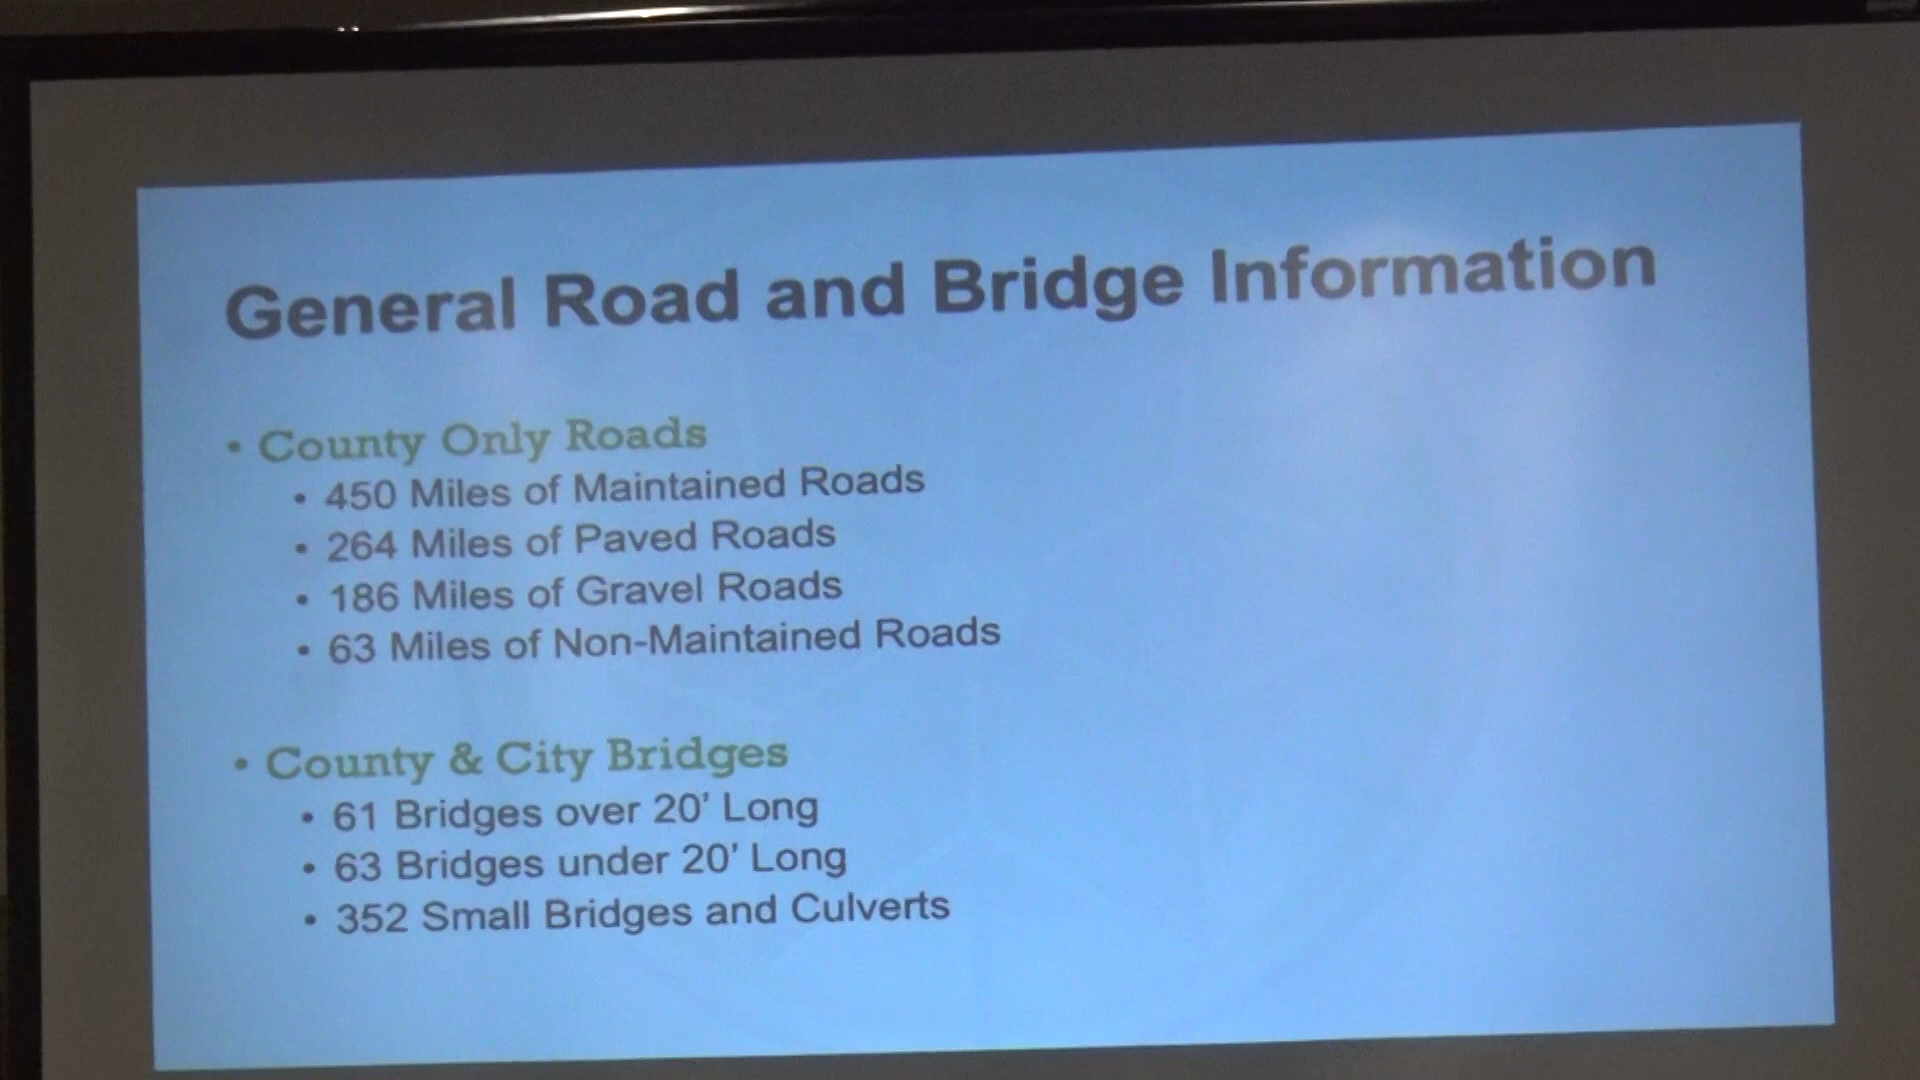 General Road and Bridge Information
• County Only Roads
• 450 Miles of Maintained Roads
• 264 Miles of Paved Roads
• 186 Miles of Gravel Roads
• 63 Miles of Non-Maintained Roads
• County & City Bridges
• 61 Bridges over 20' Long
• 63 Bridges under 20' Long
• 352 Small Bridges and Culverts